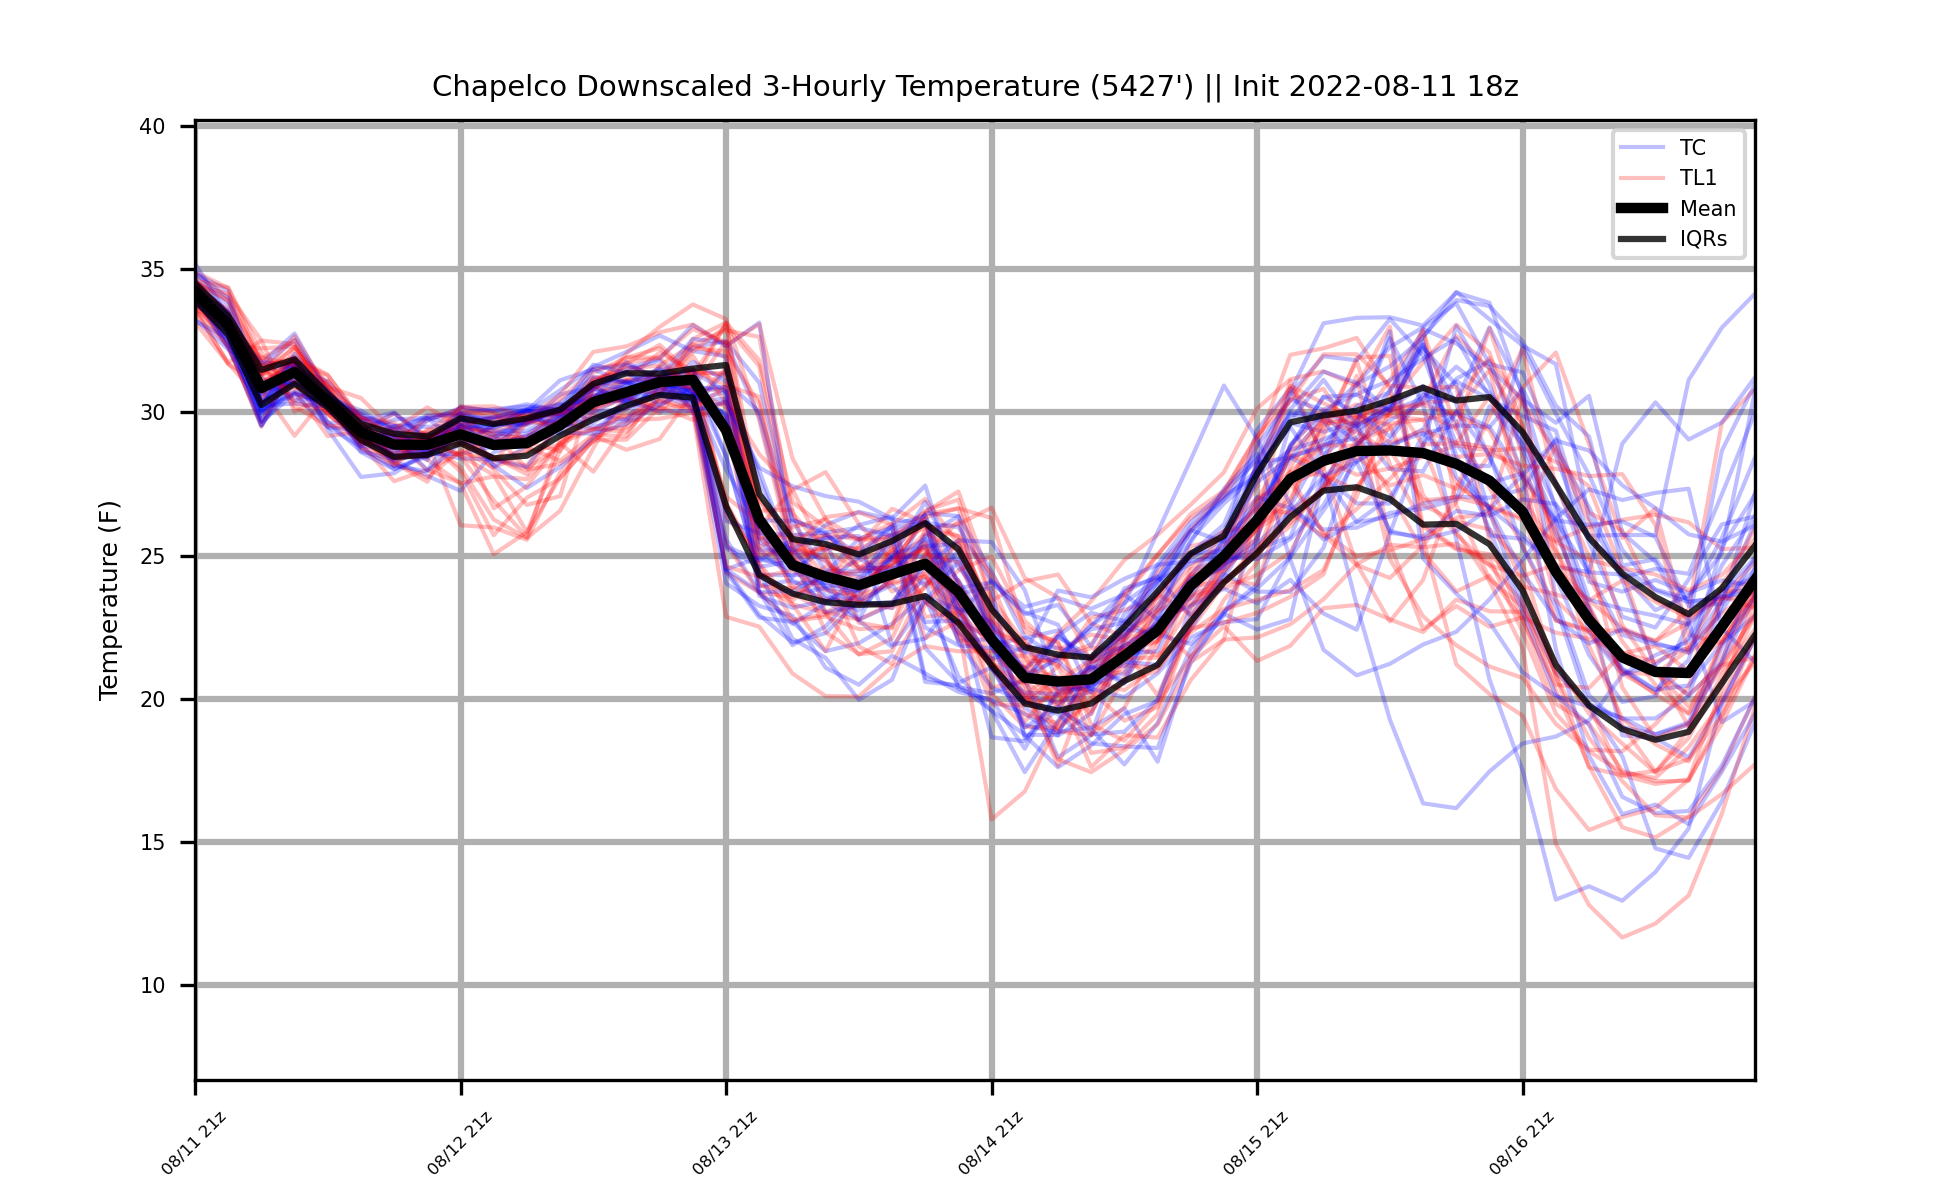 Chapelco Downscaled 3-Hourly Temperature (5427') || Init 2022-08-11 18z
TC
TL1
Mean
IQRs
Temperature (F)
40
35
30
25
20
15
10
08/11 21z
08/12 21z
08/13 21z
08/14 21z
08/15 21z
08/16 21z